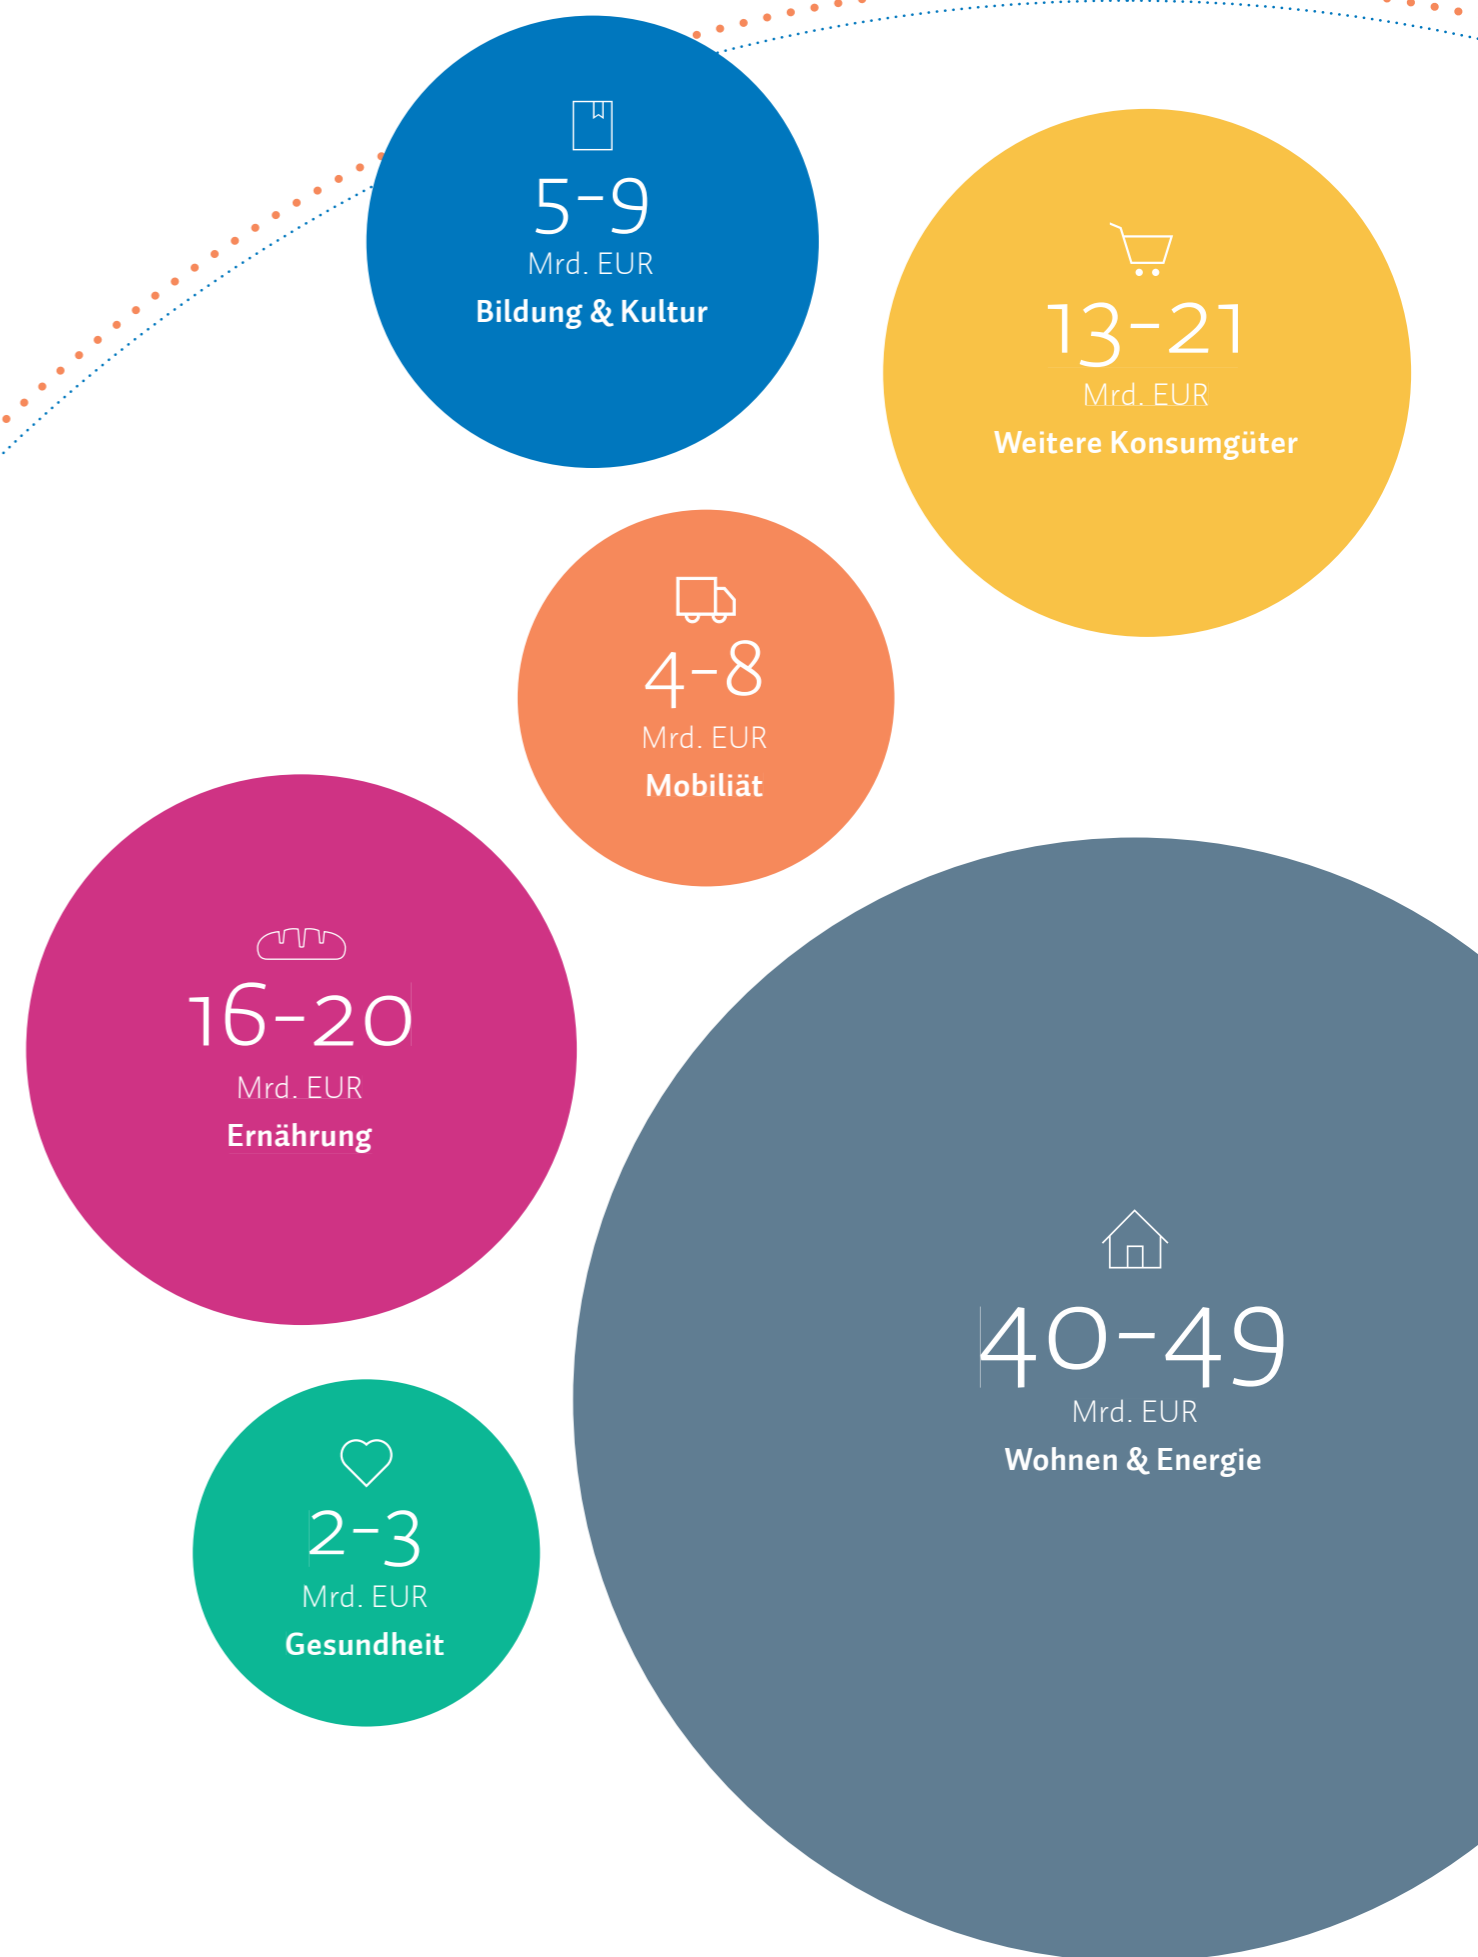 5–9
Mrd. EUR
Bildung & Kultur
13–21
Mrd. EUR
Weitere Konsumgüter
4–8
Mrd. EUR
Mobiliät
16–20
Mrd. EUR
Ernährung
40–49
Mrd. EUR
Wohnen & Energie
2–3
Mrd. EUR
Gesundheit